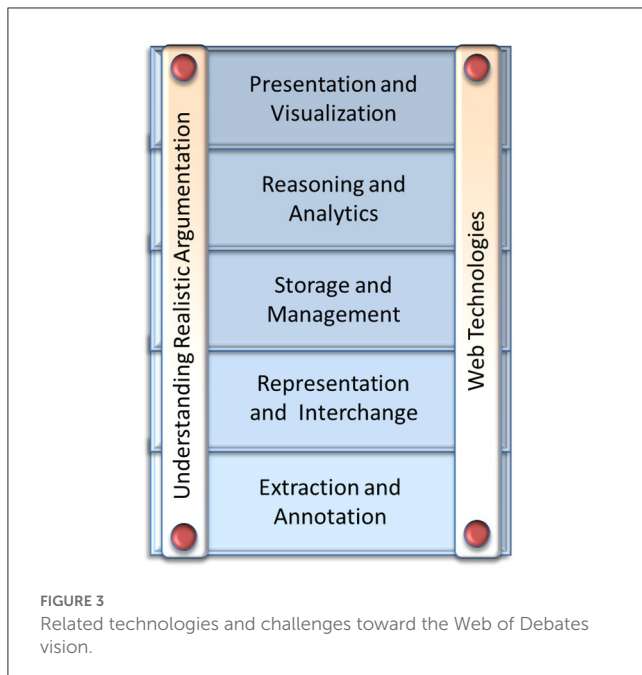 Understanding Realistic Argumentation
Presentation and
Visualization
Reasoning and
Analytics
Storage and
Management
Representation
and Interchange
Extraction and
Annotation
Web Technologies
FIGURE 3
Related technologies and challenges toward the Web of Debates
vision.